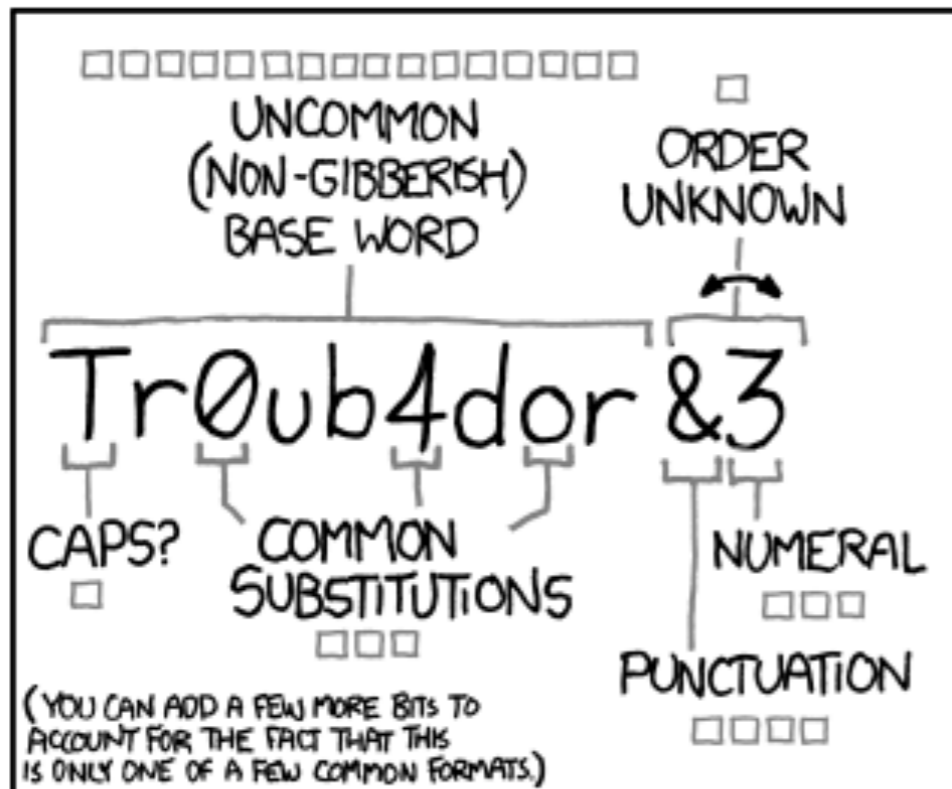 UNCOMMON
(NON-GIBBERISH)
BASE WORD
ORDER
UNKNOWN
Tr0ub4dor &3
CAPS?
COMMON
SUBSTITUTIONS
NUMERAL
PUNCTUATION
(YOU CAN ADD A FEW MORE BITS TO
ACCOUNT FOR THE FACT THAT THIS
IS ONLY ONE OF A FEW COMMON FORMATS.)